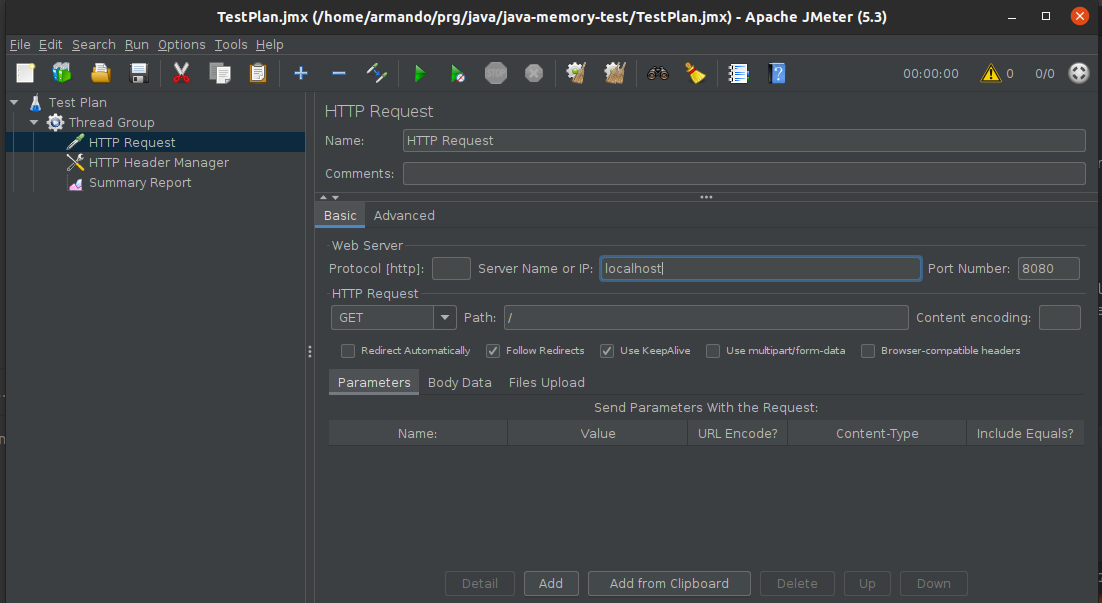 TestPlan.jmx (/home/armando/prg/java/java-memory-test/TestPlan.jmx) - Apache JMeter (5.3)
File Edit Search Run Options Tools Help
STOP 00:00:00 0 0/0
Test Plan
Thread Group
HTTP Request
HTTP Header Manager
Summary Report
HTTP Request
Name: HTTP Request
Comments:
Basic Advanced
Web Server
Protocol [http]: Server Name or IP: localhost Port Number: 8080
HTTP Request
GET Path: / Content encoding:
Redirect Automatically Follow Redirects Use KeepAlive Use multipart/form-data Browser-compatible headers
Parameters Body Data Files Upload
Send Parameters With the Request:
Name: Value URL Encode? Content-Type Include Equals?
Detail Add Add from Clipboard Delete Up Down